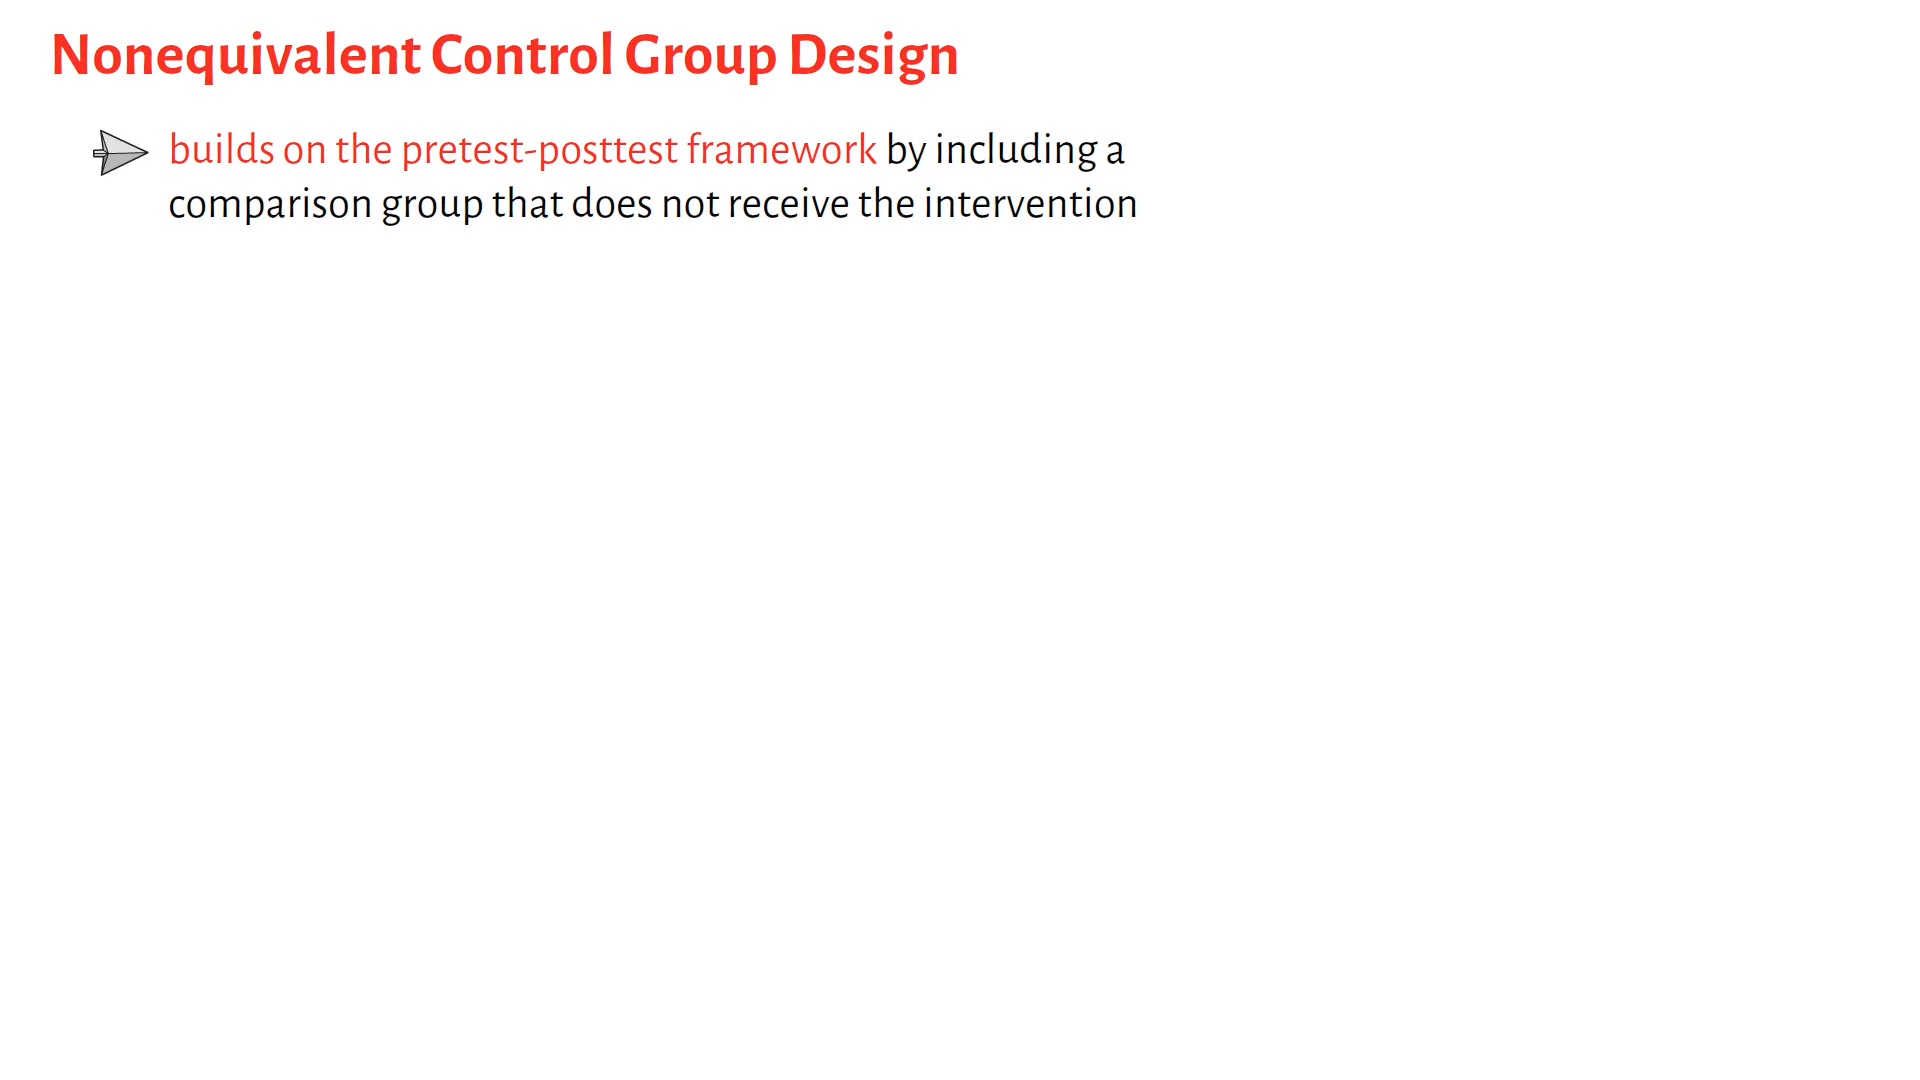 Nonequivalent Control Group Design
builds on the pretest-posttest framework by including a
comparison group that does not receive the intervention